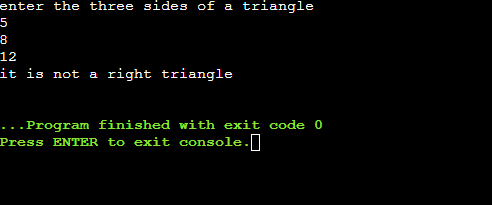 enter the three sides of a triangle
5
8
12
it is not a right triangle
...Program finished with exit code 0
Press ENTER to exit console.